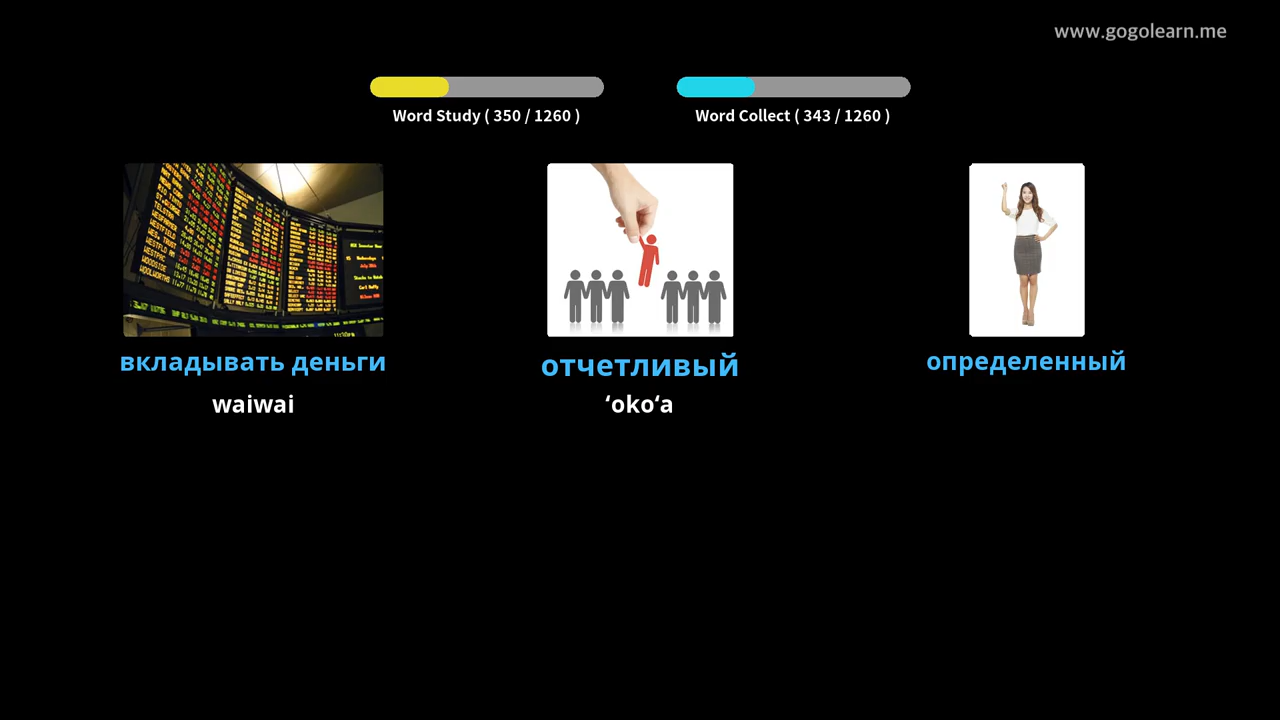 www.gogolearn.me
Word Study ( 350 / 1260 )
Word Collect ( 343 / 1260 )
вкладывать деньги
отчетливый
определенный
waiwai
ʻokoʻa